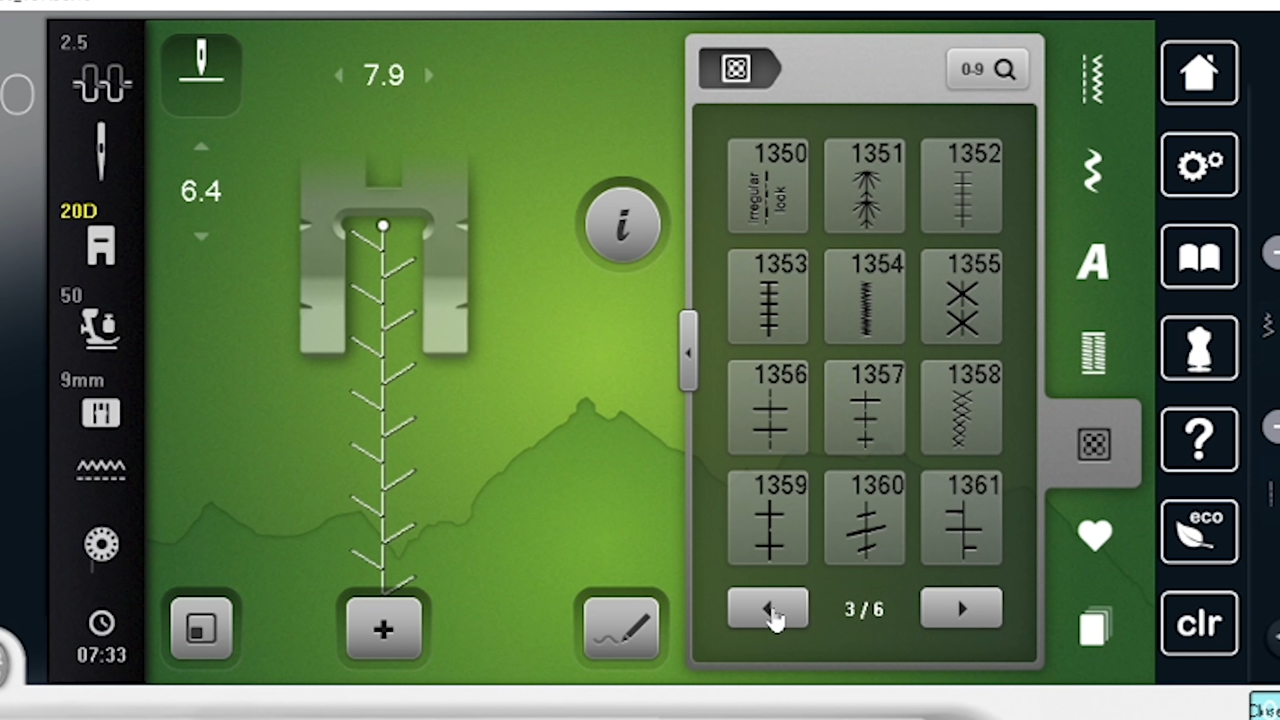 2.5
7.9
6.4
20D
50
9mm
07:33
i
0-9
1350
1351
1352
irregular
look
1353
1354
1355
1356
1357
1358
1359
1360
1361
3 / 6
A
?
eco
clr